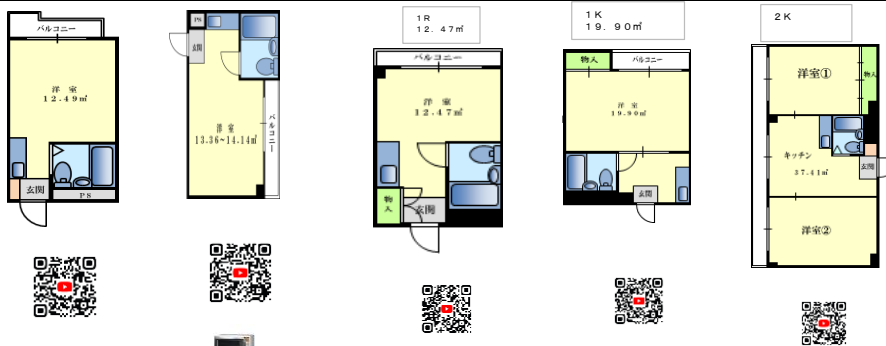 バルコニー
洋 室
12.49㎡
玄関
PS
PS
玄関
洋室
13.36~14.14㎡
バルコニー
1R
12.47㎡
バルコニー
洋 室
12.47㎡
物入
玄関
1K
19.90㎡
物入
バルコニー
洋 室
19.90㎡
玄関
2K
洋室①
物入
キッチン
37.41㎡
玄関
洋室②